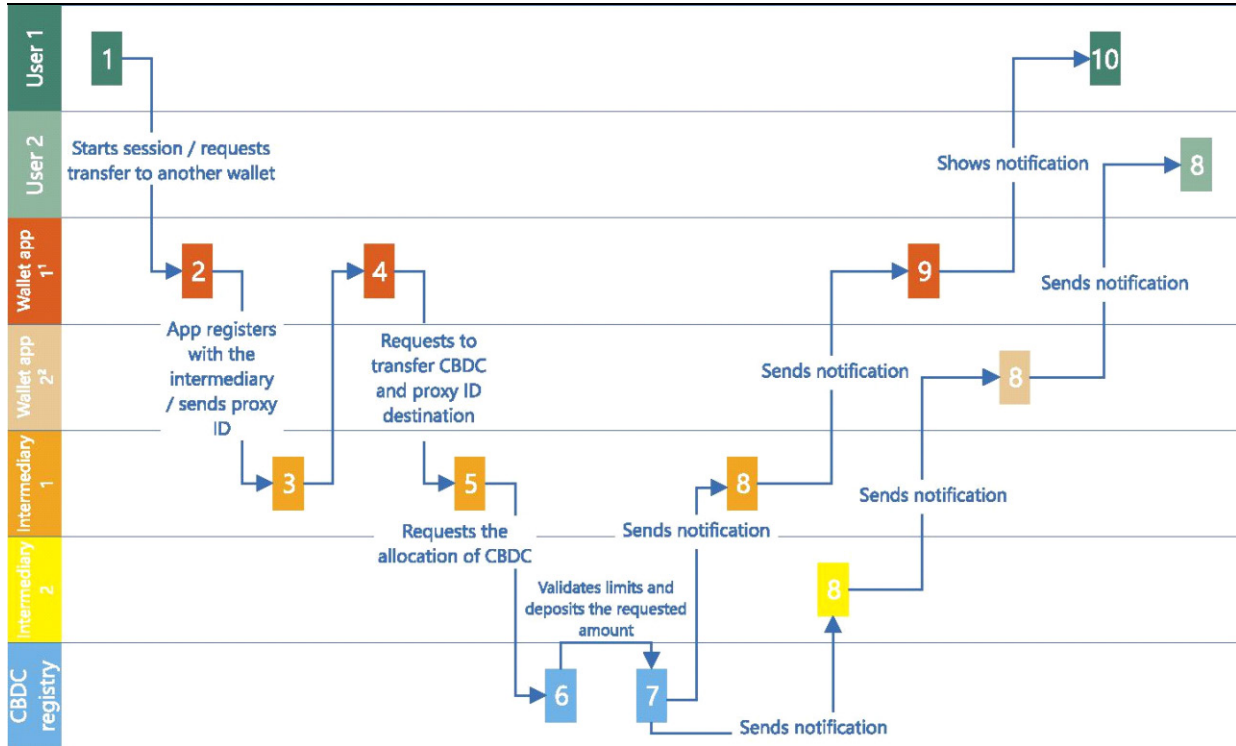 User 1
1
10
Starts session / requests
transfer to another wallet
User 2
Shows notification
8
Wallet app
1¹
2
4
9
Sends notification
App registers
with the
intermediary
/ sends proxy
ID
Requests to
transfer CBDC
and proxy ID
destination
Sends notification
Wallet app
2²
8
Intermediary
1
3
5
8
Sends notification
Requests the
allocation of CBDC
Sends notification
Intermediary
2
Validates limits and
deposits the requested
amount
8
CBDC
registry
6
7
Sends notification